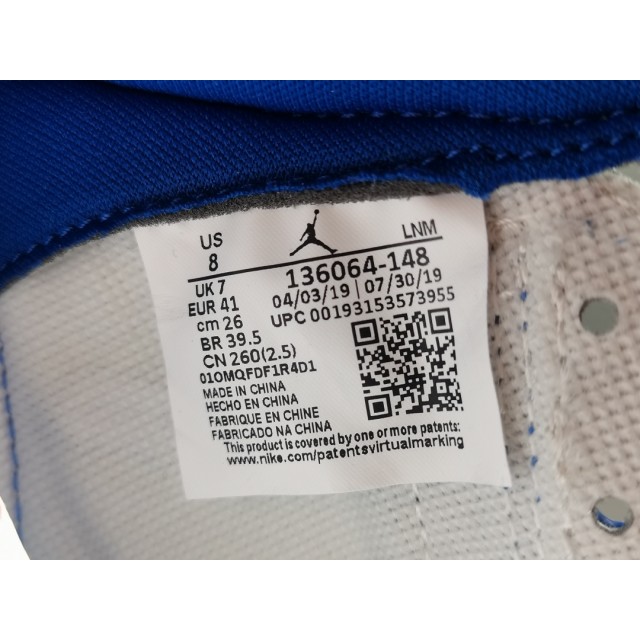 US LNM
8
136064-148
UK 7
04/03/19 | 07/30/19
EUR 41
UPC 00193153573955
cm 26
BR 39.5
CN 260(2.5)
01OMQFDF1R4D1
MADE IN CHINA
HECHO EN CHINA
FABRIQUE EN CHINE
FABRICADO NA CHINA
This product is covered by one or more patents:
www.nike.com/patentsvirtualmarking